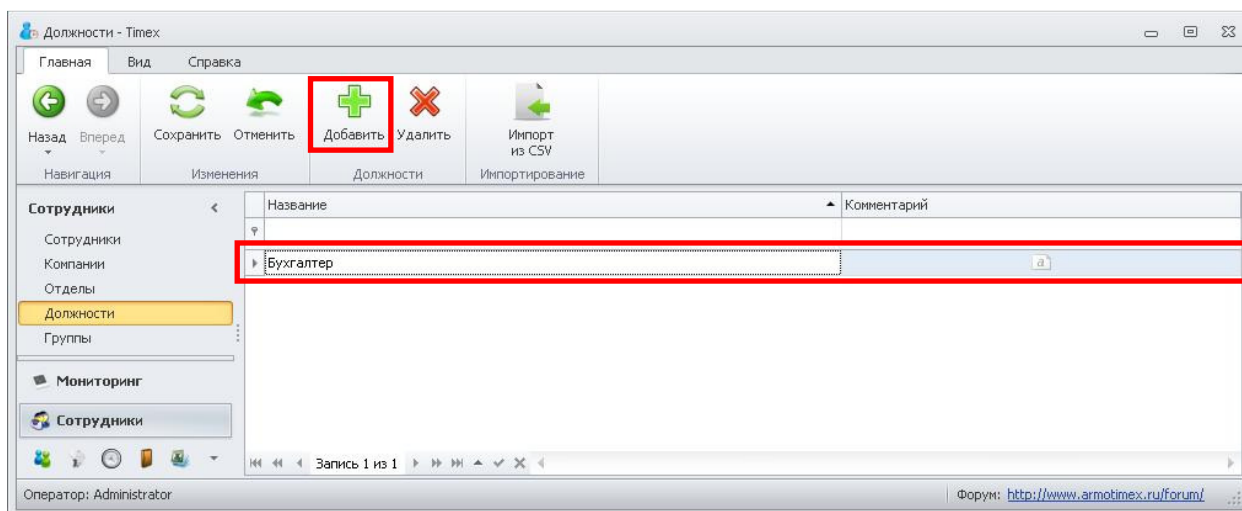 Должности - Timex
Главная Вид Справка
Назад Вперед Сохранить Отменить Добавить Удалить Импорт
из CSV
Навигация Изменения Должности Импортирование
Сотрудники Название Комментарий
Сотрудники
Компании Бухгалтер a
Отделы
Должности
Группы
Мониторинг
Сотрудники
Запись 1 из 1
Оператор: Administrator Форум: http://www.armotimex.ru/forum/